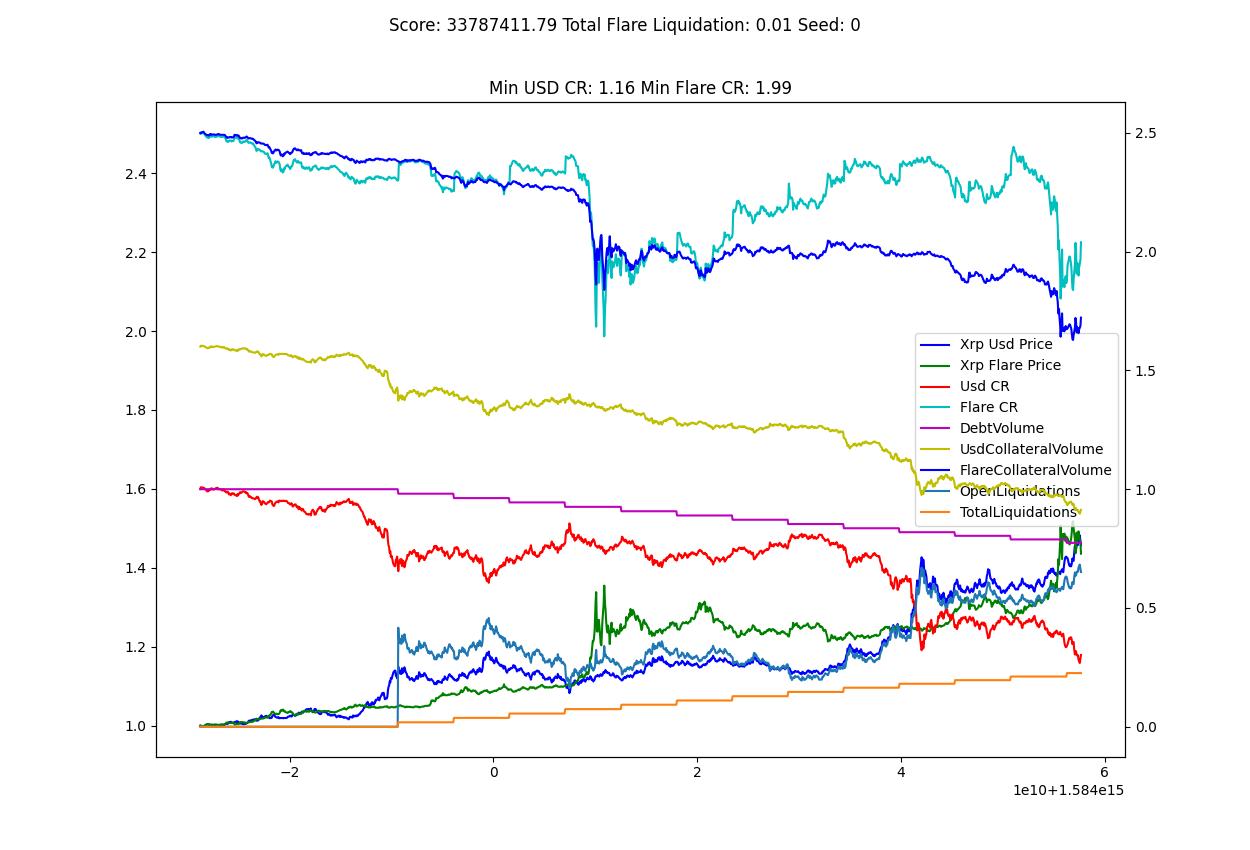 Score: 33787411.79 Total Flare Liquidation: 0.01 Seed: 0
Min USD CR: 1.16 Min Flare CR: 1.99
2.4
2.2
2.0
1.8
1.6
1.4
1.2
1.0
2.5
2.0
1.5
1.0
0.5
0.0
Xrp Usd Price
Xrp Flare Price
Usd CR
Flare CR
DebtVolume
UsdCollateralVolume
FlareCollateralVolume
OpenLiquidations
TotalLiquidations
−2 0 2 4 6
1e10+1.584e15